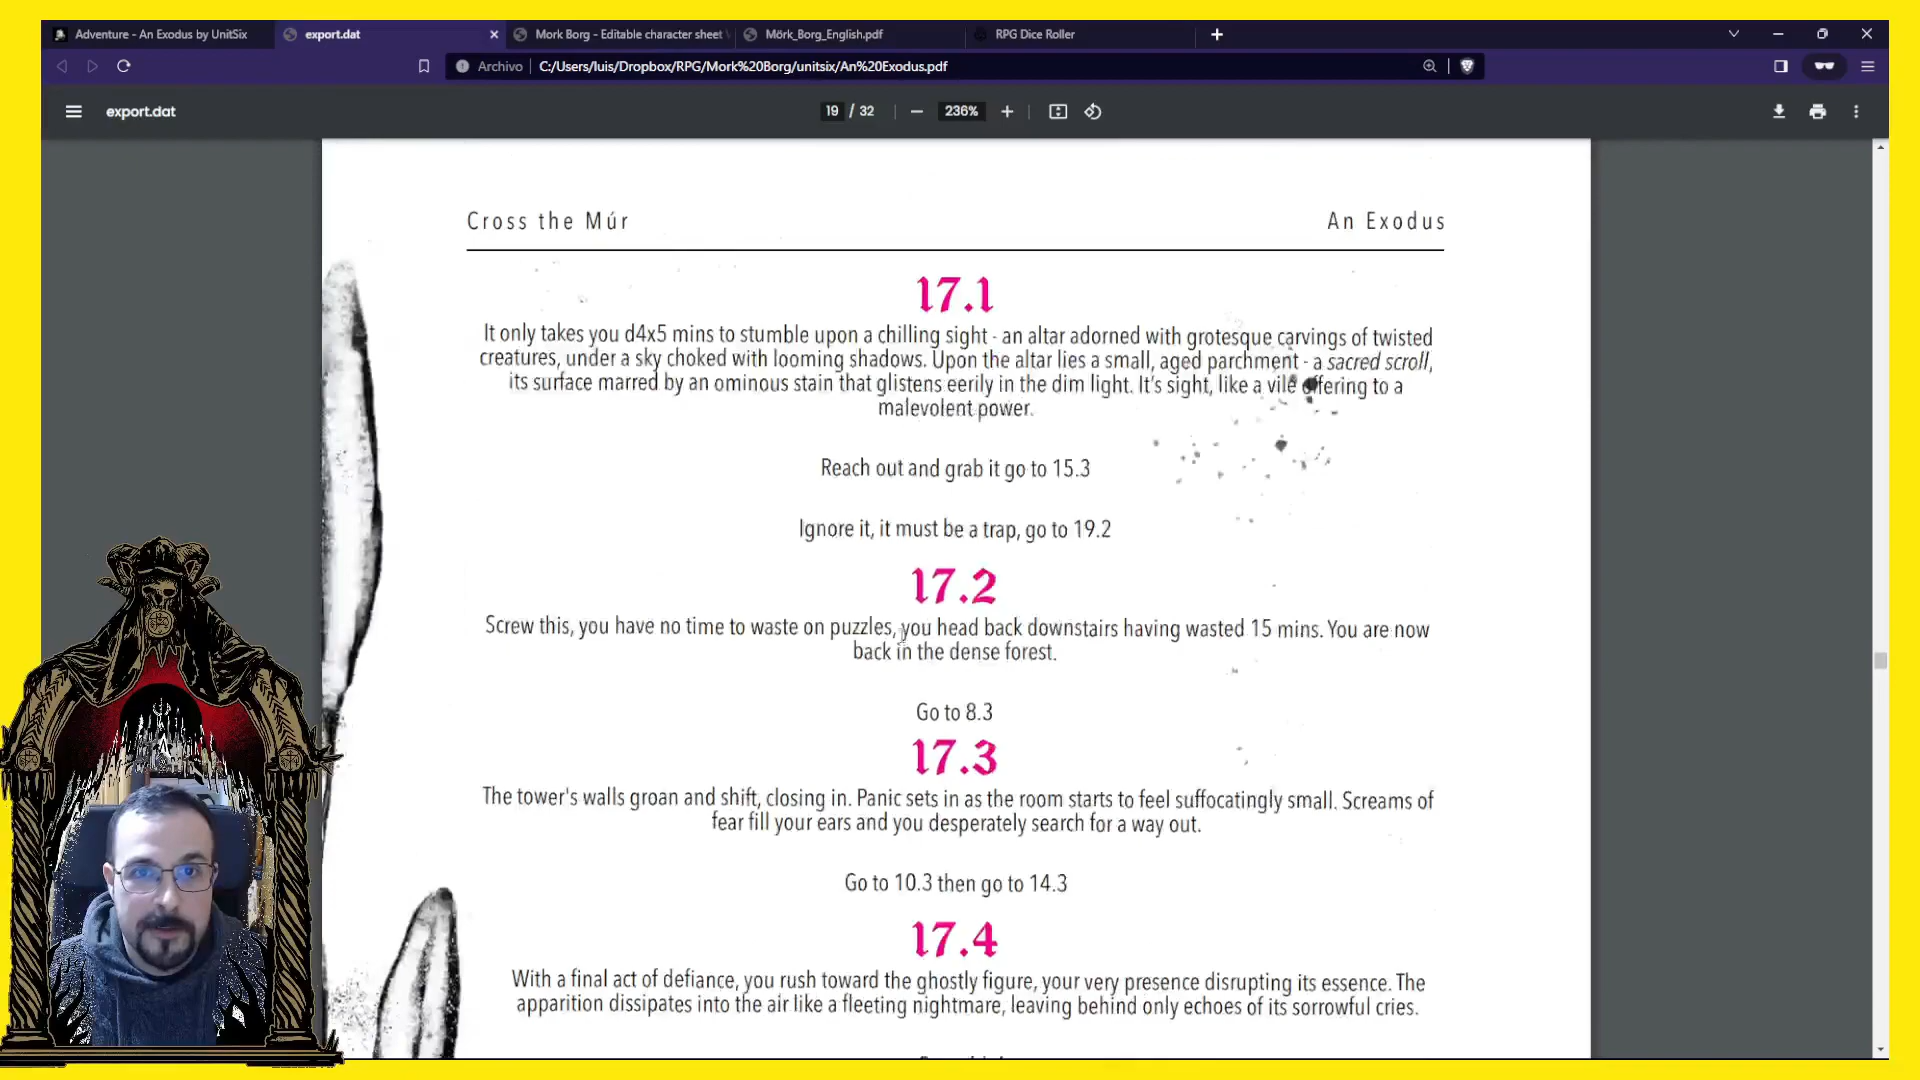 Adventure - An Exodus by UnitSix
export.dat
Mork Borg - Editable character sheet
Mörk_Borg_English.pdf
RPG Dice Roller
Archivo
C:/Users/luis/Dropbox/RPG/Mork%20Borg/unitsix/An%20Exodus.pdf
export.dat
19 / 32
236%
Cross the Múr
An Exodus
17.1
It only takes you d4x5 mins to stumble upon a chilling sight - an altar adorned with grotesque carvings of twisted
creatures, under a sky choked with looming shadows. Upon the altar lies a small, aged parchment - a sacred scroll,
its surface marred by an ominous stain that glistens eerily in the dim light. It's sight, like a vile offering to a
malevolent power.
Reach out and grab it go to 15.3
Ignore it, it must be a trap, go to 19.2
17.2
Screw this, you have no time to waste on puzzles, you head back downstairs having wasted 15 mins. You are now
back in the dense forest.
Go to 8.3
17.3
The tower's walls groan and shift, closing in. Panic sets in as the room starts to feel suffocatingly small. Screams of
fear fill your ears and you desperately search for a way out.
Go to 10.3 then go to 14.3
17.4
With a final act of defiance, you rush toward the ghostly figure, your very presence disrupting its essence. The
apparition dissipates into the air like a fleeting nightmare, leaving behind only echoes of its sorrowful cries.